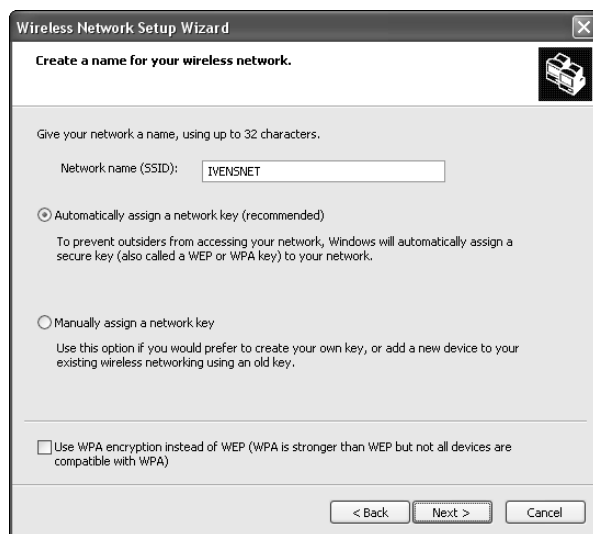 Wireless Network Setup Wizard
Create a name for your wireless network.
Give your network a name, using up to 32 characters.
Network name (SSID): IVENSNET
Automatically assign a network key (recommended)
To prevent outsiders from accessing your network, Windows will automatically assign a
secure key (also called a WEP or WPA key) to your network.
Manually assign a network key
Use this option if you would prefer to create your own key, or add a new device to your
existing wireless networking using an old key.
Use WPA encryption instead of WEP (WPA is stronger than WEP but not all devices are
compatible with WPA)
< Back Next > Cancel